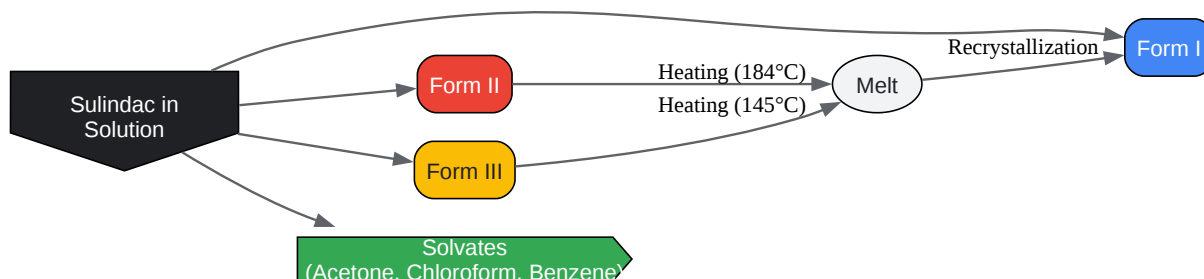 Sulindac in
Solution
Form II
Form III
Solvates
(Acetone, Chloroform, Benzene)
Heating (184°C)
Heating (145°C)
Melt
Recrystallization
Form I